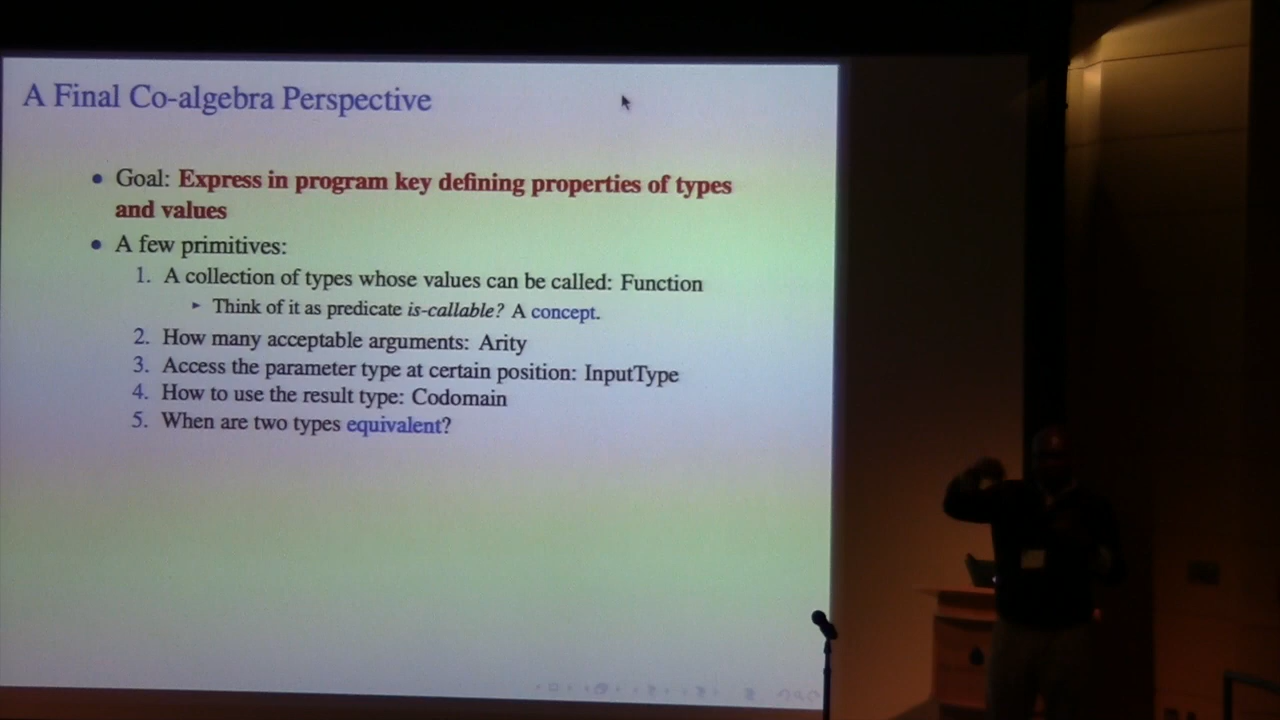 A Final Co-algebra Perspective
• Goal: Express in program key defining properties of types
and values
• A few primitives:
1. A collection of types whose values can be called: Function
▸ Think of it as predicate is-callable? A concept.
2. How many acceptable arguments: Arity
3. Access the parameter type at certain position: InputType
4. How to use the result type: Codomain
5. When are two types equivalent?